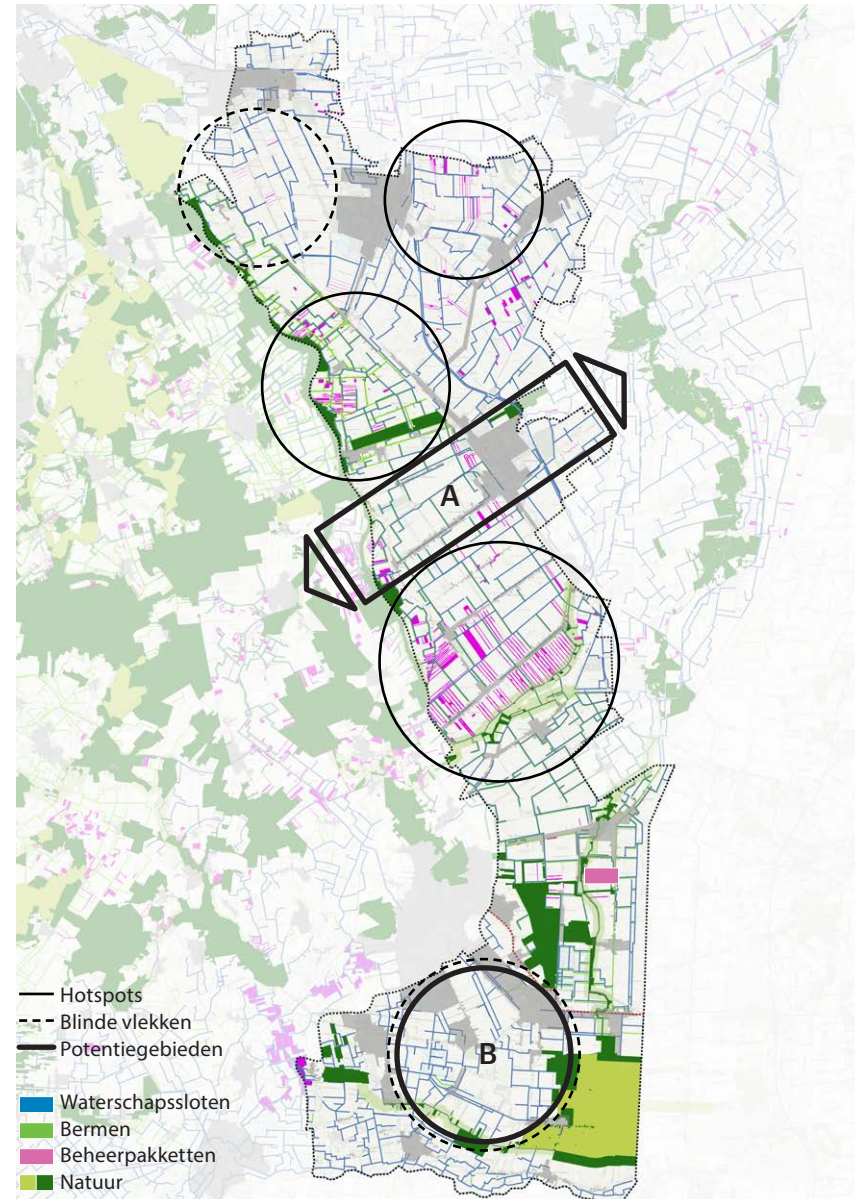 A
B
Hotspots
Blinde vlekken
Potentiegebieden
Waterschapssloten
Bermen
Beheerpakketten
Natuur